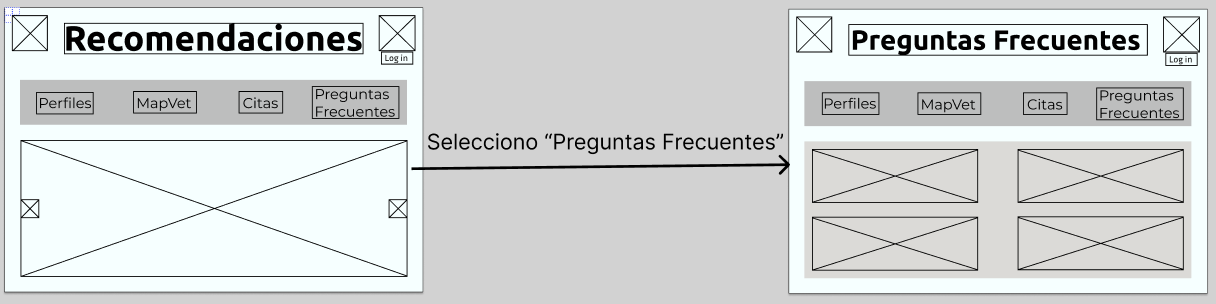 Recomendaciones
Log in
Perfiles
MapVet
Citas
Preguntas
Frecuentes
Selecciono “Preguntas Frecuentes”
Preguntas Frecuentes
Log in
Perfiles
MapVet
Citas
Preguntas
Frecuentes